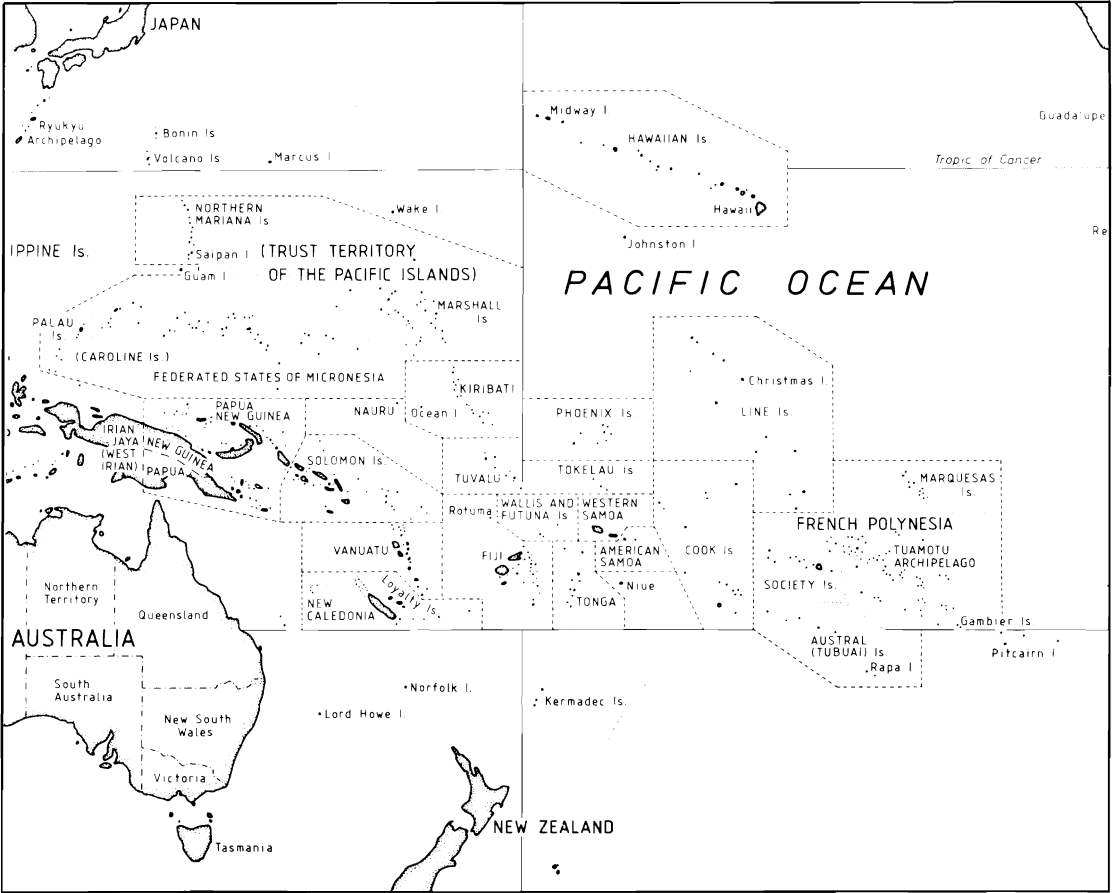 JAPAN
Midway I
Guadalupe
Ryukyu
Archipelago
Bonin Is
HAWAIIAN Is.
Volcano Is
Marcus I
Tropic of Cancer
NORTHERN
MARIANA Is
Wake I.
Hawaii
Re
IPPINE Is.
Saipan I
(TRUST TERRITORY
OF THE PACIFIC ISLANDS)
Johnston I
Guam I
PACIFIC OCEAN
MARSHALL
Is
PALAU
Is.
(CAROLINE Is.)
FEDERATED STATES OF MICRONESIA
KIRIBATI
Christmas I.
PAPUA
NEW GUINEA
NAURU
Ocean I
PHOENIX Is.
LINE Is.
IRIAN
JAYA
(WEST
IRIAN)
NEW GUINEA
PAPUA
SOLOMON Is.
TUVALU
TOKELAU Is
MARQUESAS
Is.
Rotuma
WALLIS AND
FUTUNA Is
WESTERN
SAMOA
FRENCH POLYNESIA
VANUATU
FIJI
AMERICAN
SAMOA
COOK Is
TUAMOTU
ARCHIPELAGO
Northern
Territory
Queensland
NEW
CALEDONIA
Loyalty Is.
TONGA
Niue
SOCIETY Is.
Gambier Is
AUSTRALIA
AUSTRAL
(TUBUAI) Is
Rapa I
Pitcairn I
South
Australia
Norfolk I.
Kermadec Is.
New South
Wales
Lord Howe I.
Victoria
NEW ZEALAND
Tasmania